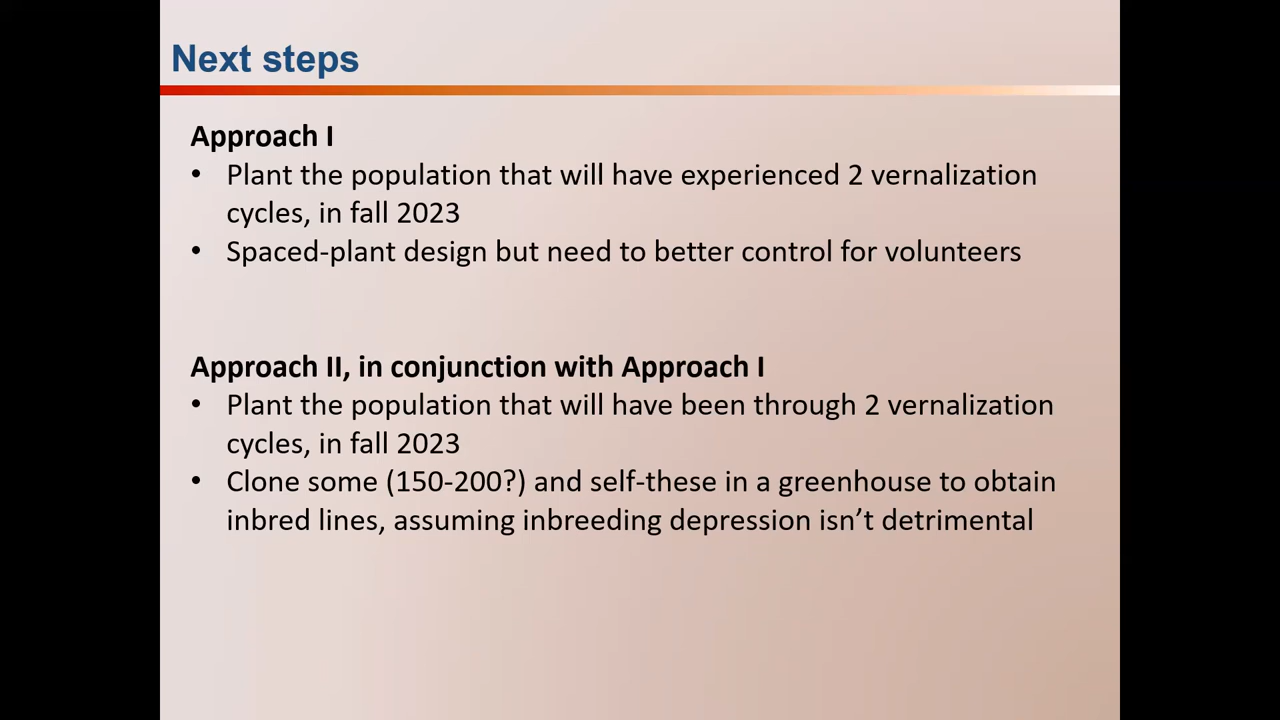 Next steps
Approach I
• Plant the population that will have experienced 2 vernalization
cycles, in fall 2023
• Spaced-plant design but need to better control for volunteers
Approach II, in conjunction with Approach I
• Plant the population that will have been through 2 vernalization
cycles, in fall 2023
• Clone some (150-200?) and self-these in a greenhouse to obtain
inbred lines, assuming inbreeding depression isn’t detrimental